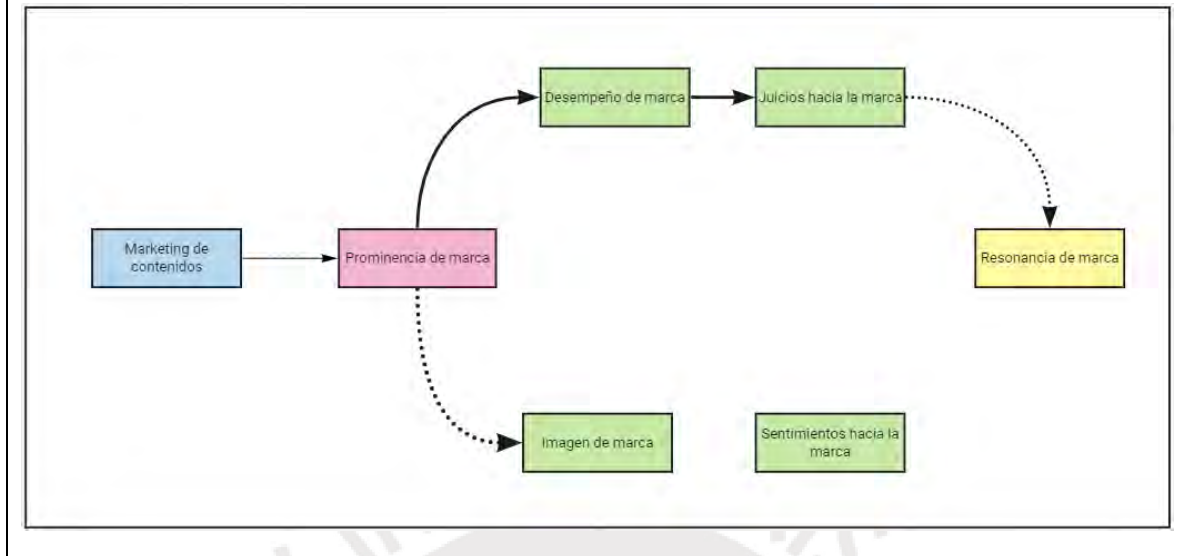 Desempeño de marca
Juicios hacia la marca
Marketing de
contenidos
Prominencia de marca
Resonancia de marca
Imagen de marca
Sentimientos hacia la
marca